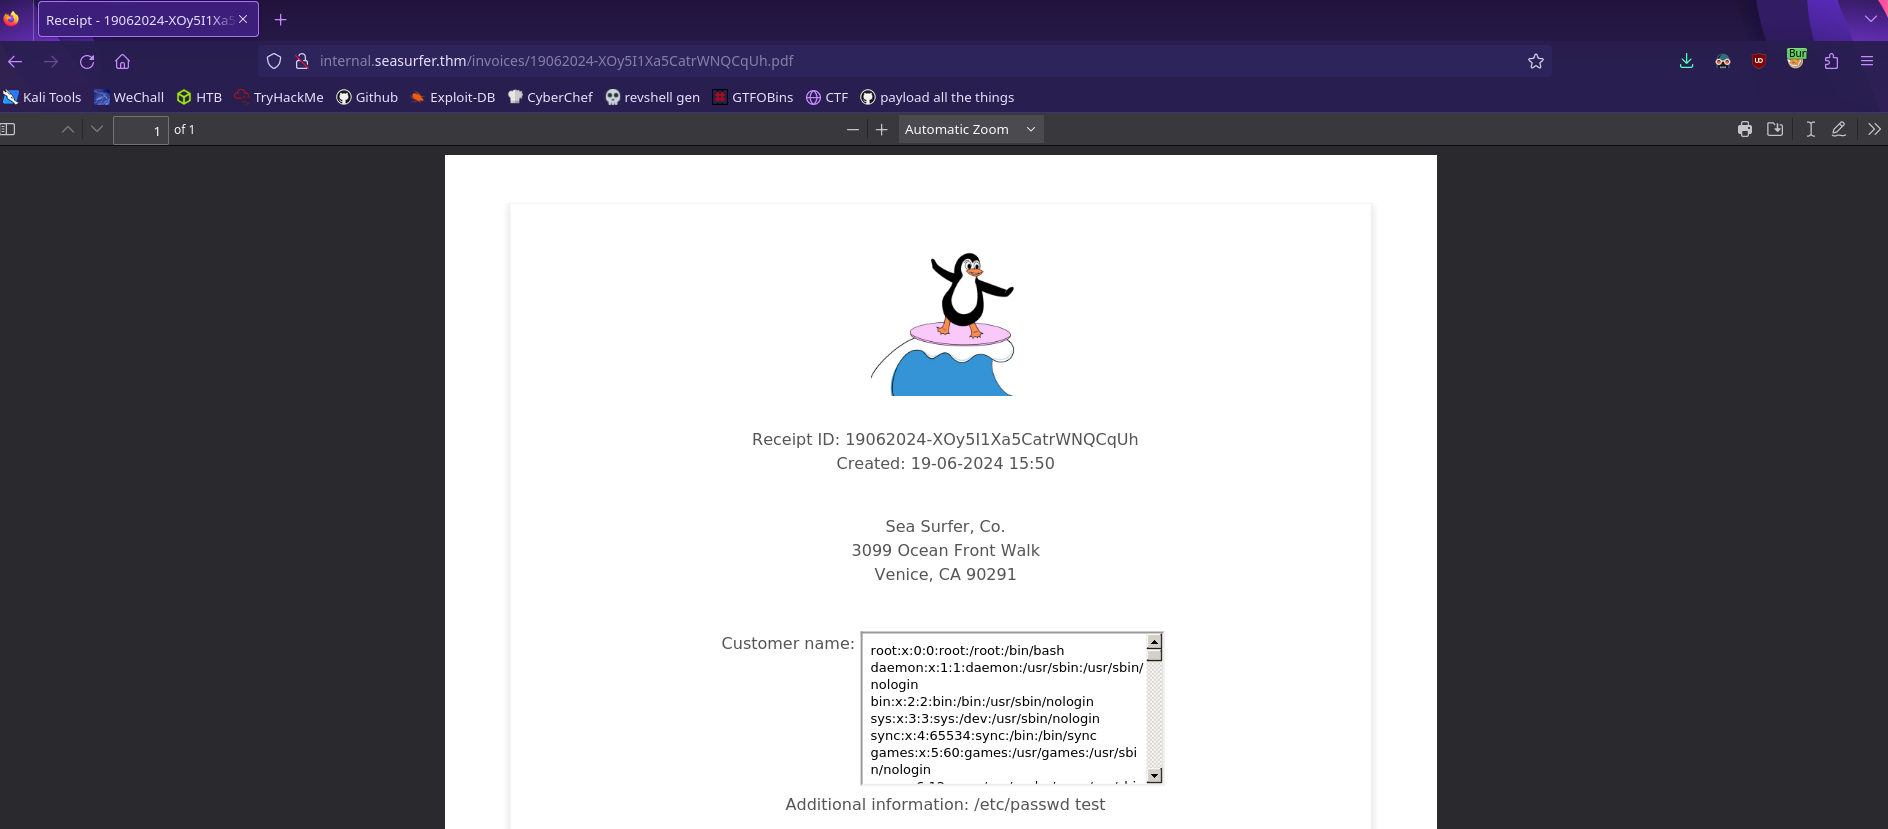 Receipt - 19062024-XOy5I1Xa5
internal.seasurfer.thm/invoices/19062024-XOy5I1Xa5CatrWNQCqUh.pdf
Bur
Kali Tools WeChall HTB TryHackMe Github Exploit-DB CyberChef revshell gen GTFOBins CTF payload all the things
1 of 1 Automatic Zoom
Receipt ID: 19062024-XOy5I1Xa5CatrWNQCqUh
Created: 19-06-2024 15:50
Sea Surfer, Co.
3099 Ocean Front Walk
Venice, CA 90291
Customer name:
root:x:0:0:root:/root:/bin/bash
daemon:x:1:1:daemon:/usr/sbin:/usr/sbin/
nologin
bin:x:2:2:bin:/bin:/usr/sbin/nologin
sys:x:3:3:sys:/dev:/usr/sbin/nologin
sync:x:4:65534:sync:/bin:/bin/sync
games:x:5:60:games:/usr/games:/usr/sbi
n/nologin
Additional information: /etc/passwd test